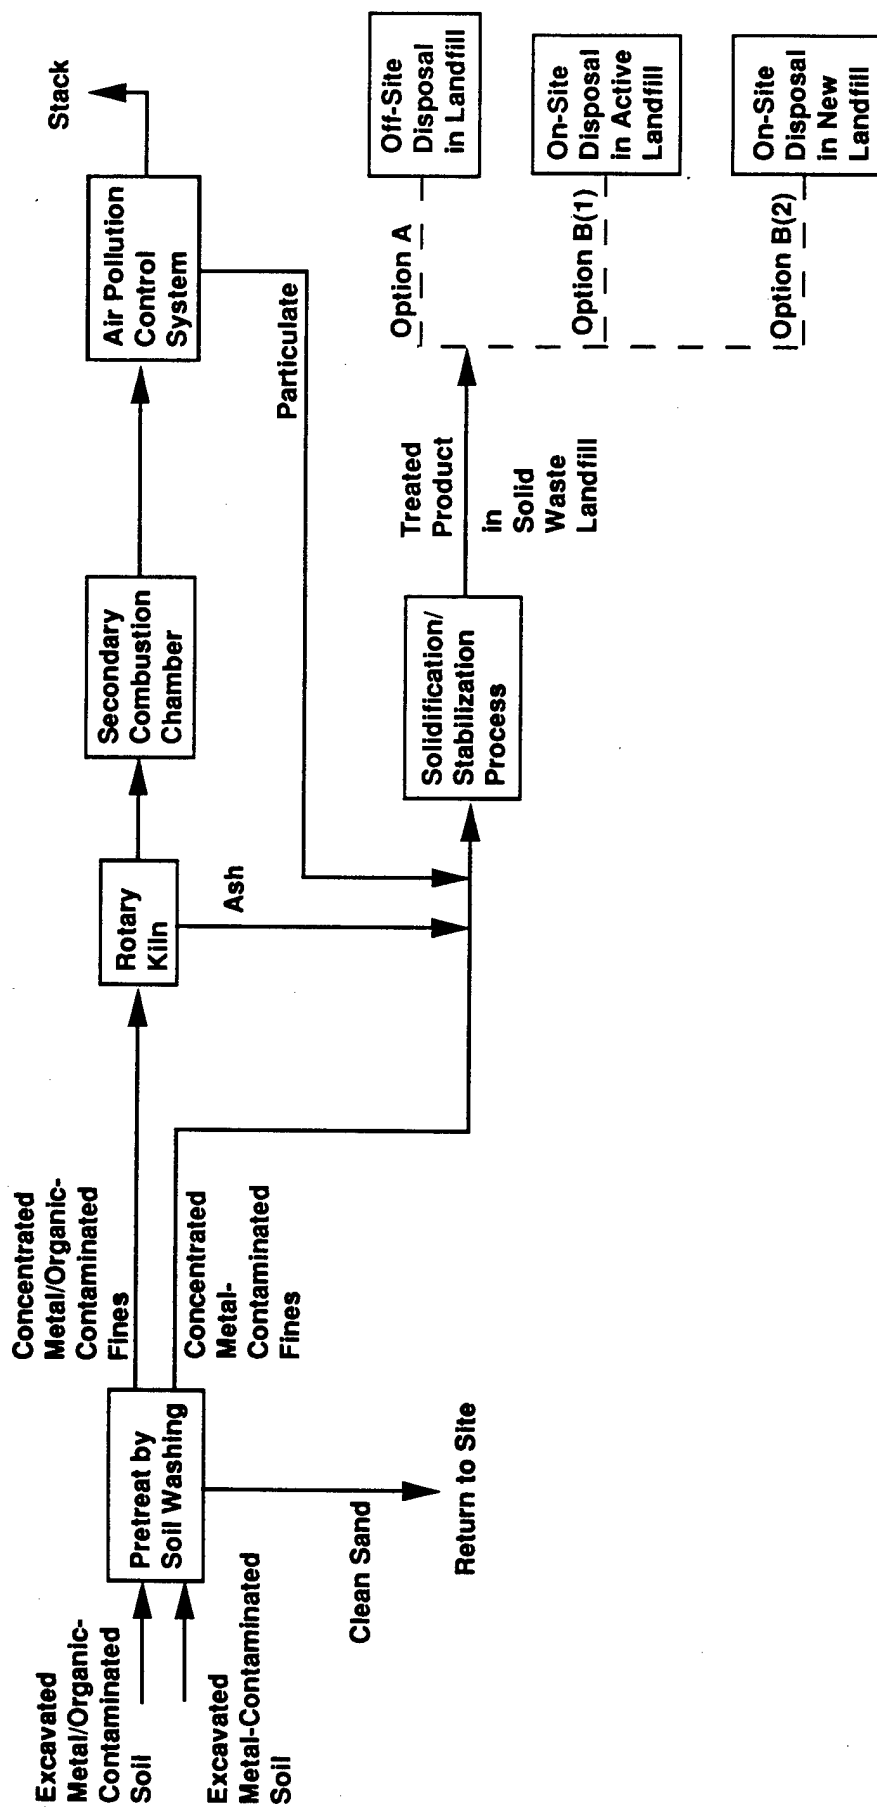 Excavated
Metal/Organic-
Contaminated
Soil
Excavated
Metal-Contaminated
Soil
Pretreat by
Soil Washing
Clean Sand
Return to Site
Concentrated
Metal/Organic-
Contaminated
Fines
Concentrated
Metal-
Contaminated
Fines
Rotary
Kiln
Ash
Secondary
Combustion
Chamber
Air Pollution
Control
System
Stack
Particulate
Solidification/
Stabilization
Process
Treated
Product
in
Solid
Waste
Landfill
Option A
Off-Site
Disposal
in Landfill
Option B(1)
On-Site
Disposal
in Active
Landfill
Option B(2)
On-Site
Disposal
in New
Landfill